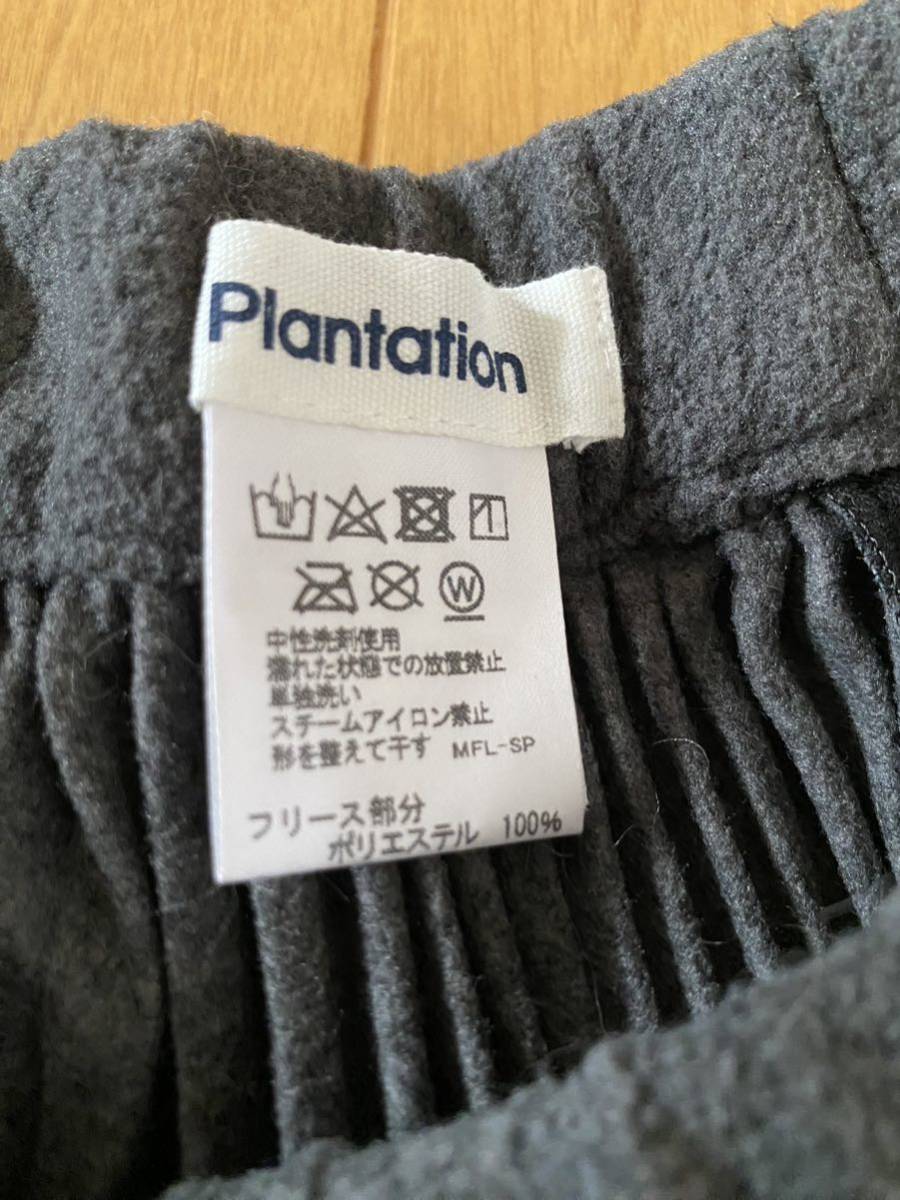 Plantation
W
中性洗剤使用
濡れた状態での放置禁止
単独洗い
スチームアイロン禁止
形を整えて干す MFL-SP
フリース部分
ポリエステル 100%